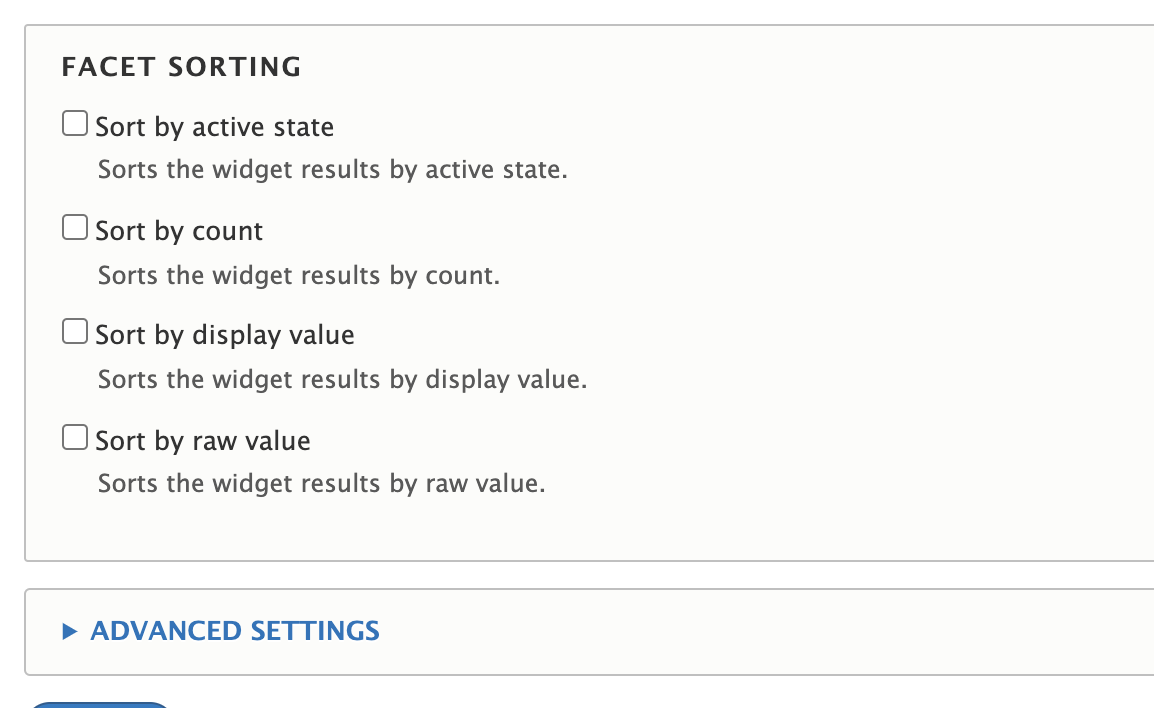 FACET SORTING
Sort by active state
Sorts the widget results by active state.
Sort by count
Sorts the widget results by count.
Sort by display value
Sorts the widget results by display value.
Sort by raw value
Sorts the widget results by raw value.
ADVANCED SETTINGS